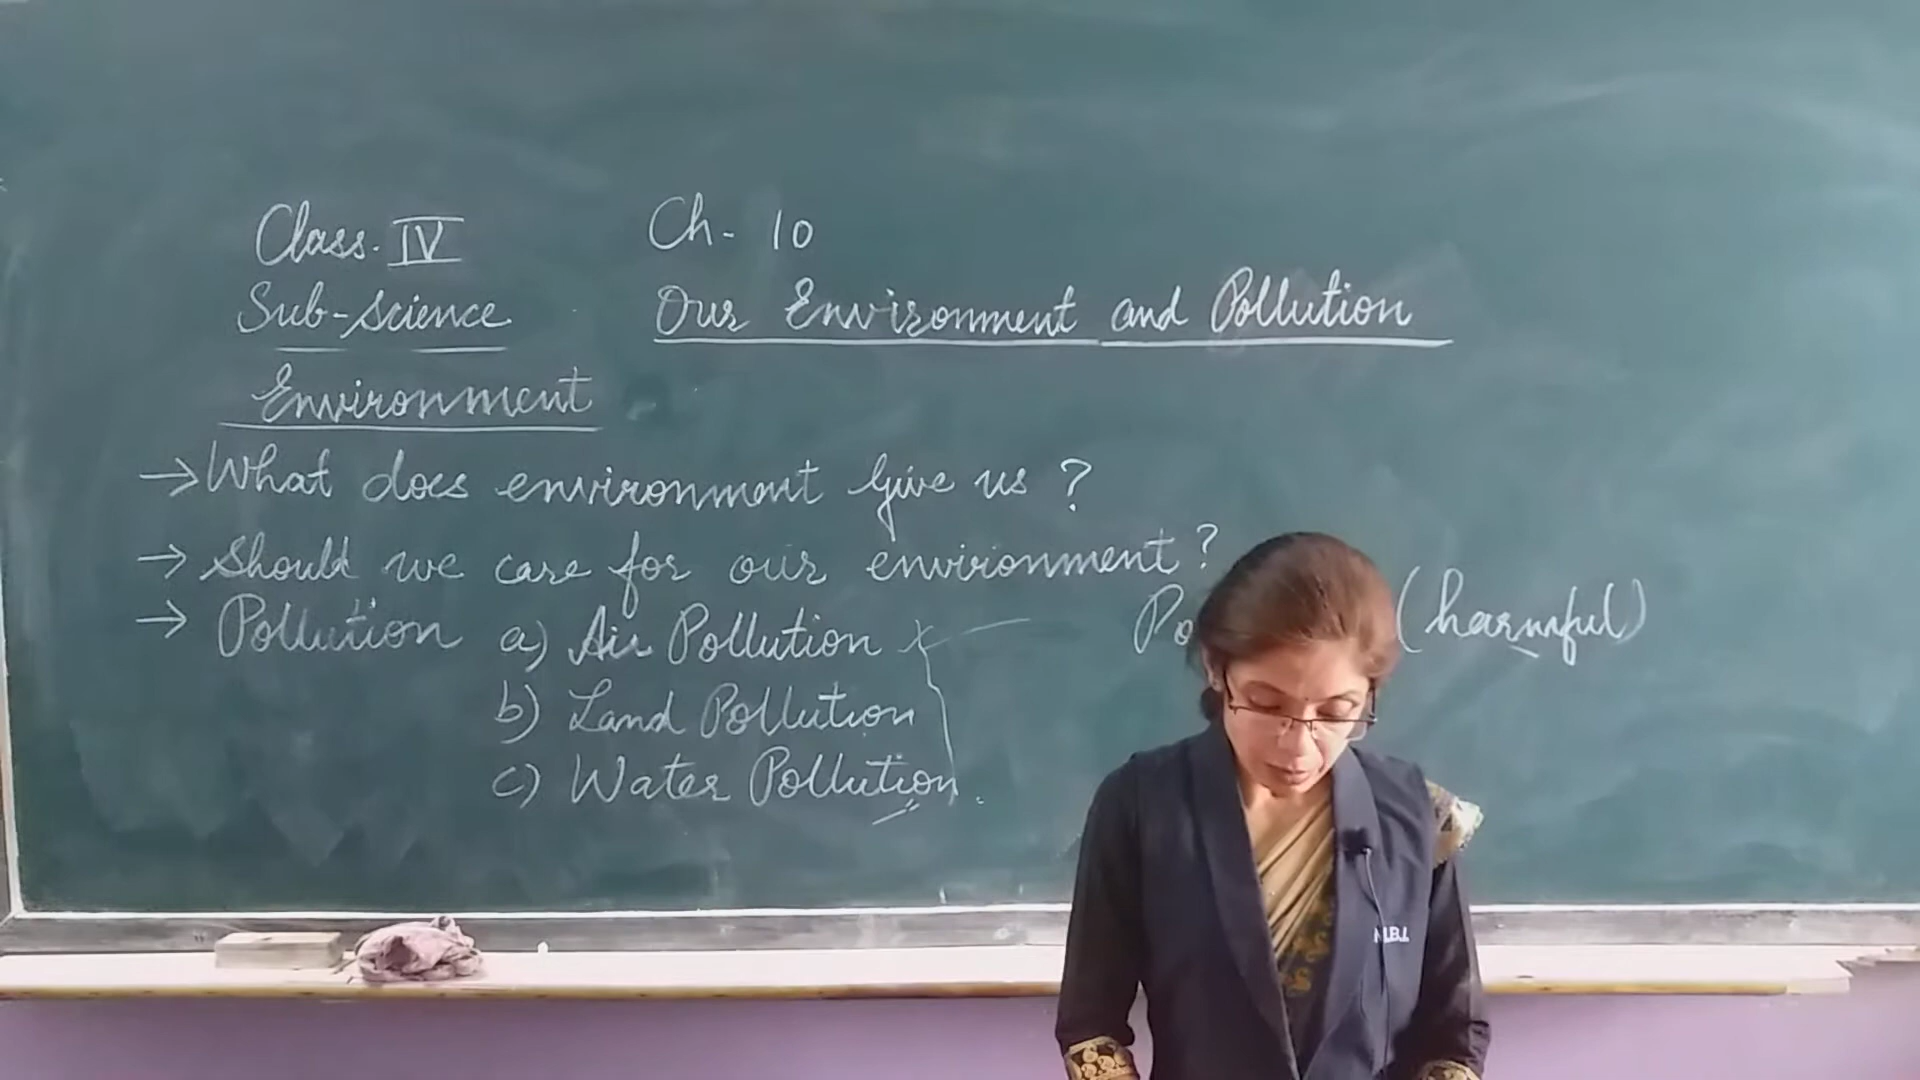 Class. IV
Ch- 10
Sub-science
Our Environment and Pollution
Environment
→ What does environment give us ?
→ Should we care for our environment ?
→ Pollution a) Air Pollution
(harmful)
b) Land Pollution
c) Water Pollution.